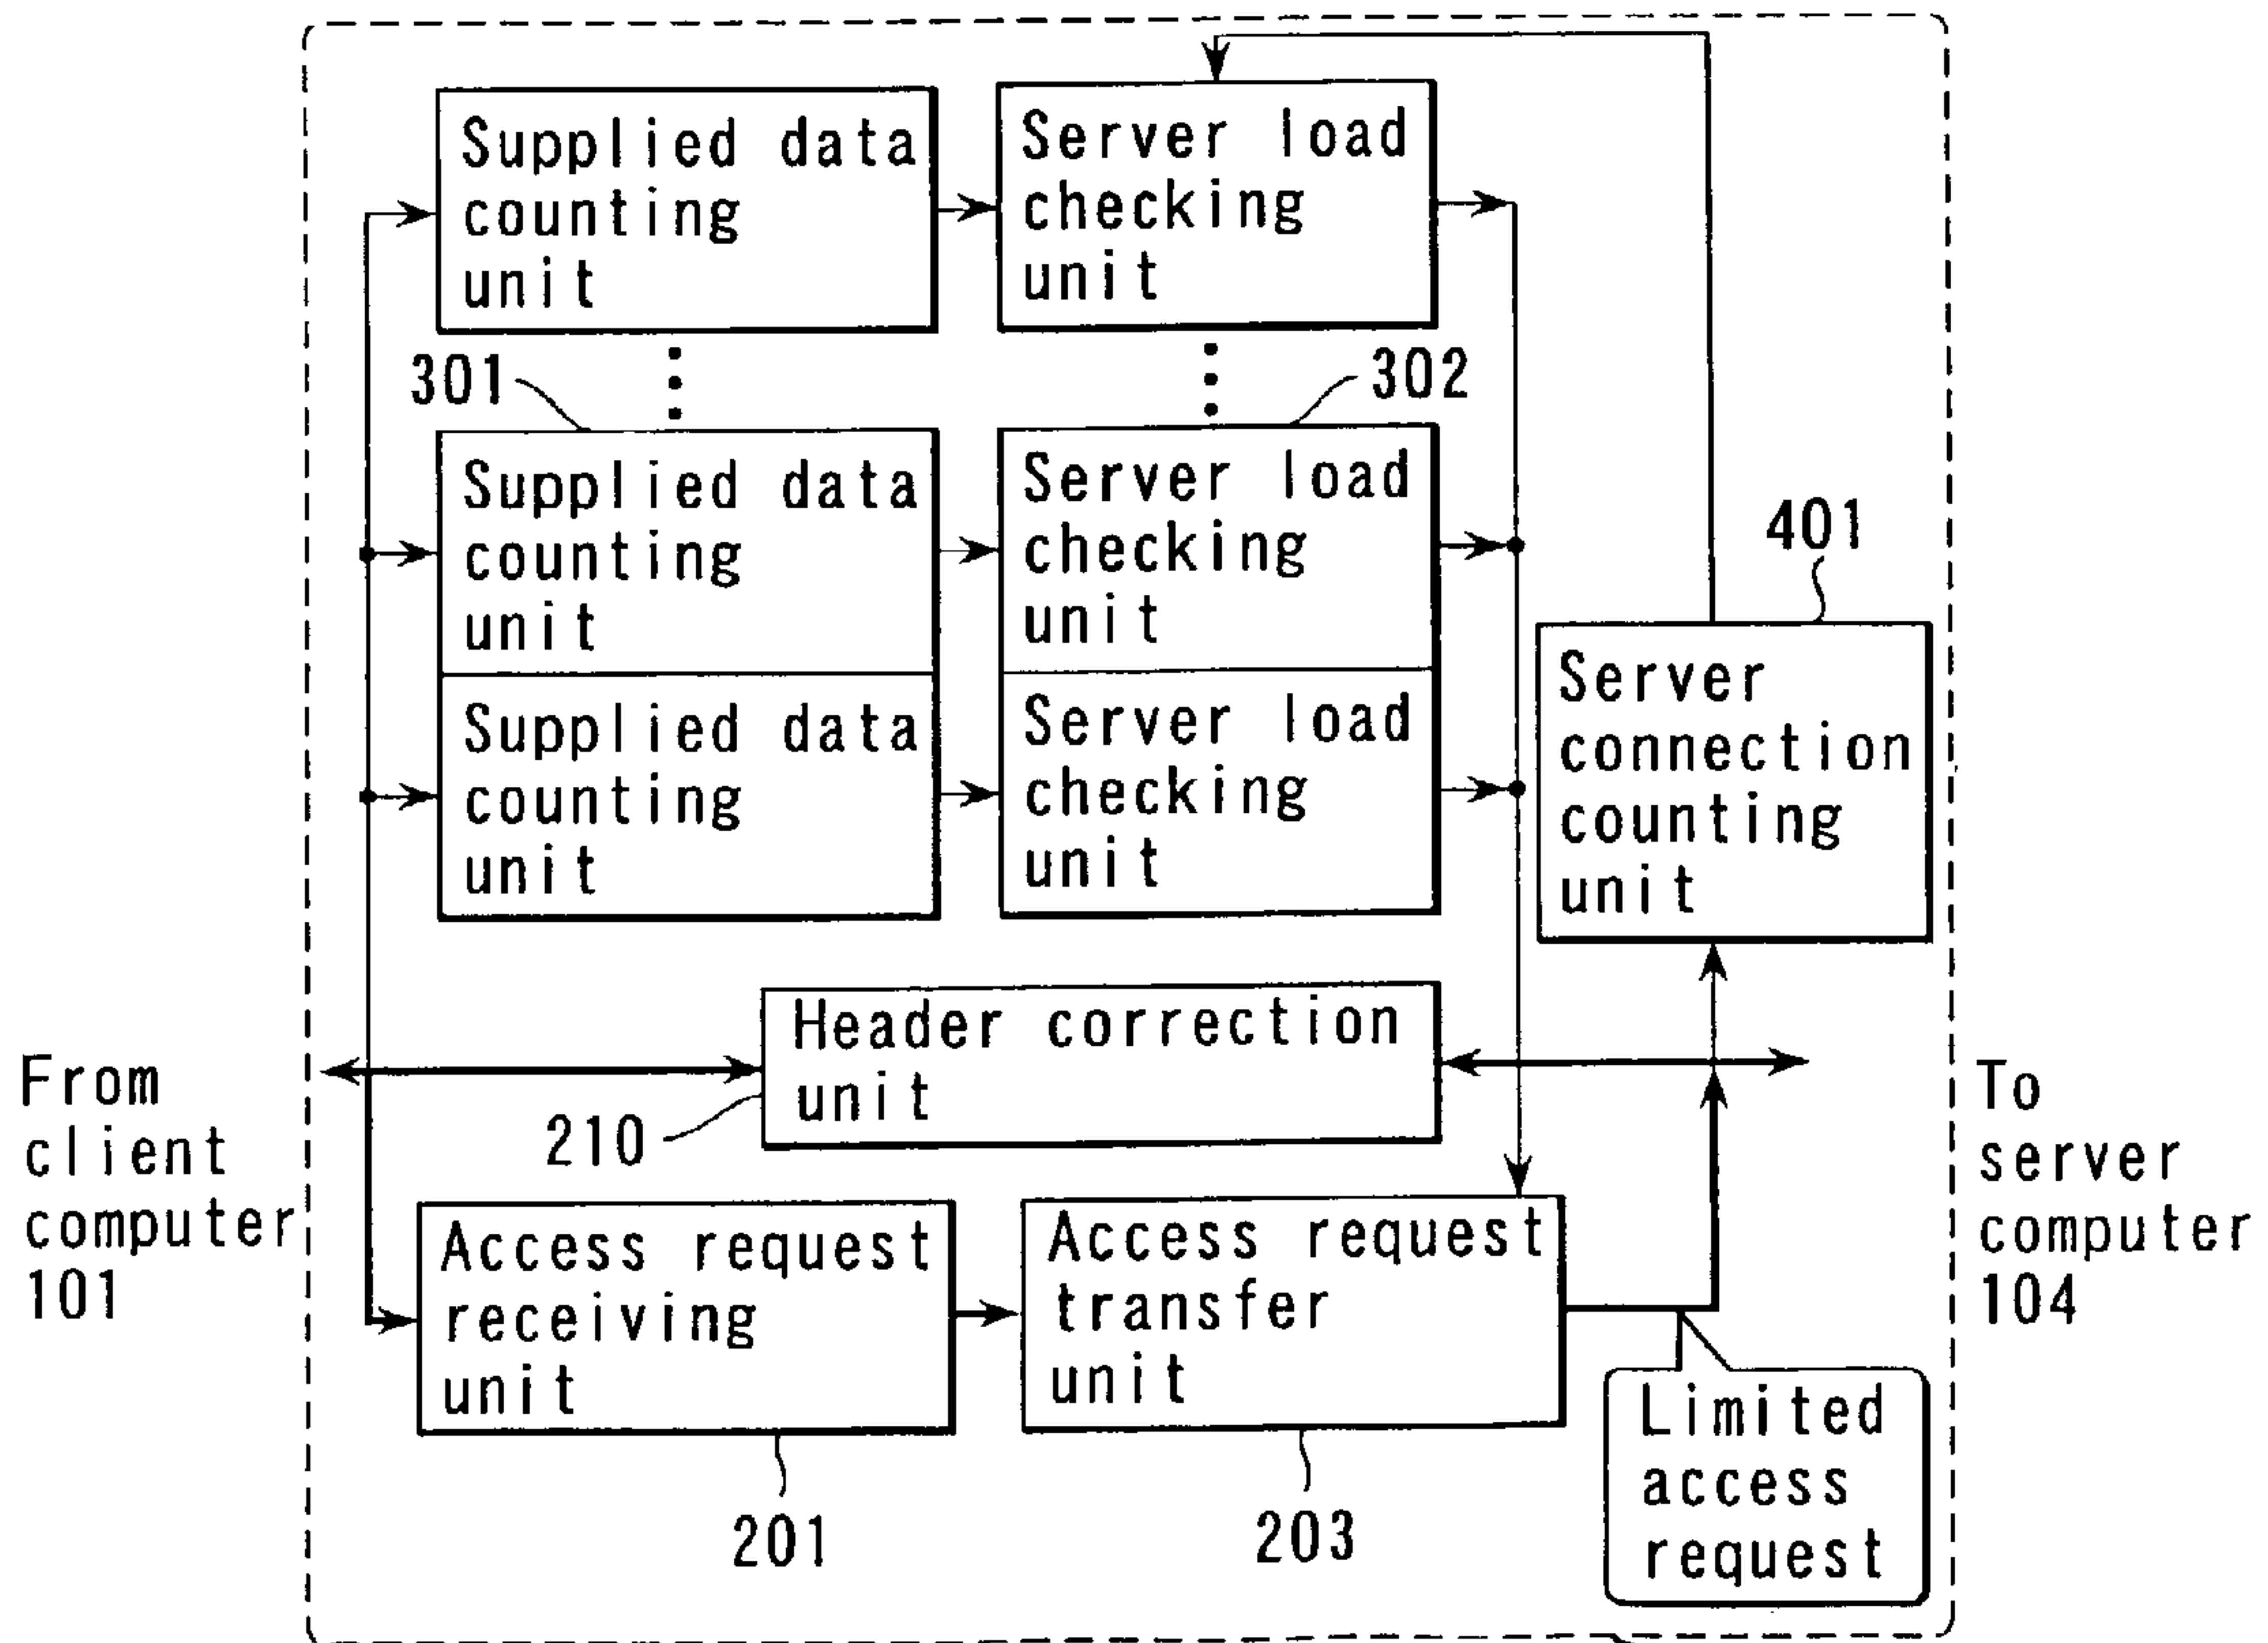 Supplied data
counting
unit
Server load
checking
unit
301
302
Supplied data
counting
unit
Server load
checking
unit
401
Supplied data
counting
unit
Server load
checking
unit
Server
connection
counting
unit
Header correction
unit
210
From
client
computer
101
To
server
computer
104
Access request
receiving
unit
Access request
transfer
unit
Limited
access
request
201
203